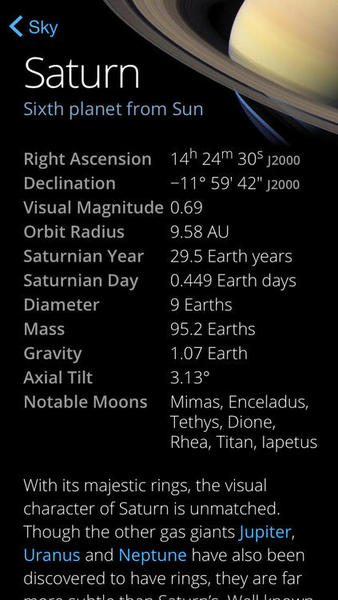 Sky
Saturn
Sixth planet from Sun
Right Ascension 14h 24m 30s J2000
Declination −11° 59' 42" J2000
Visual Magnitude 0.69
Orbit Radius 9.58 AU
Saturnian Year 29.5 Earth years
Saturnian Day 0.449 Earth days
Diameter 9 Earths
Mass 95.2 Earths
Gravity 1.07 Earth
Axial Tilt 3.13°
Notable Moons Mimas, Enceladus,
Tethys, Dione,
Rhea, Titan, Iapetus
With its majestic rings, the visual
character of Saturn is unmatched.
Though the other gas giants Jupiter,
Uranus and Neptune have also been
discovered to have rings, they are far
more subtle than Saturn's. Well known